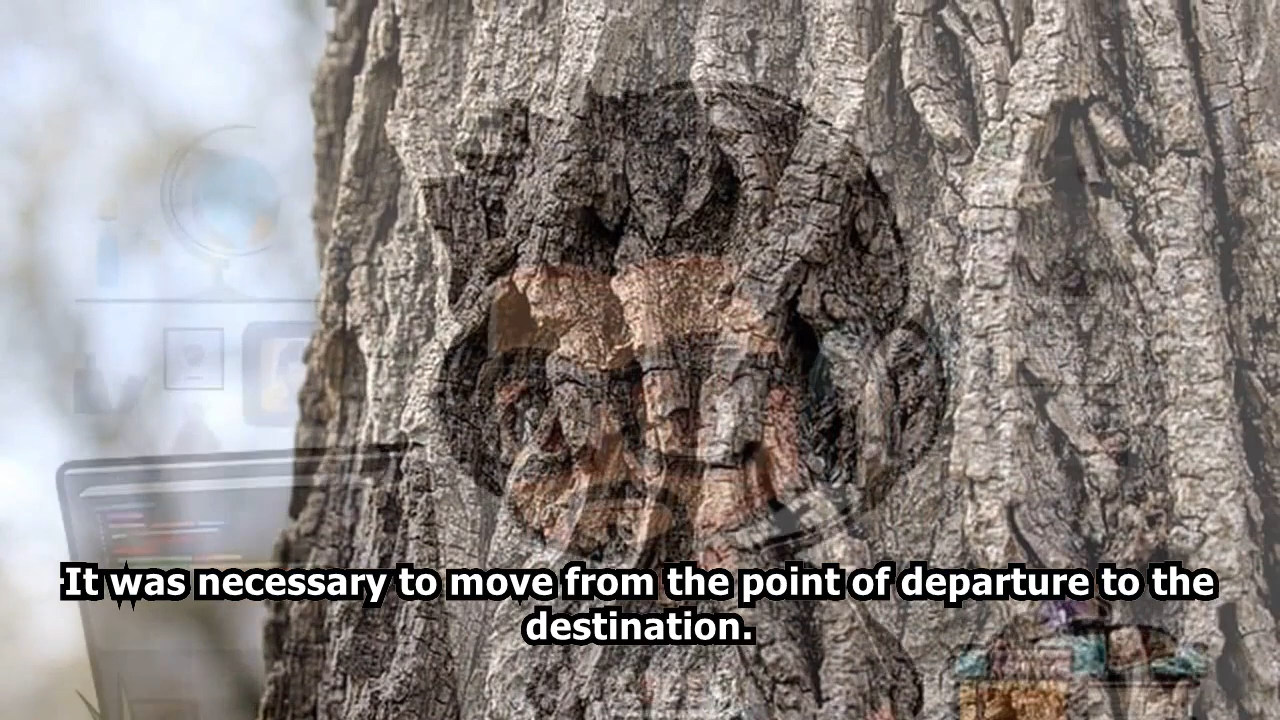 It was necessary to move from the point of departure to the
destination.